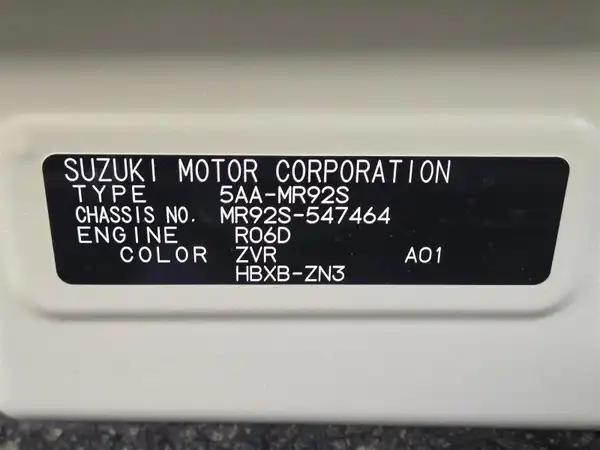 SUZUKI MOTOR CORPORATION
TYPE 5AA-MR92S
CHASSIS NO. MR92S-547464
ENGINE R06D
COLOR ZVR A01
HBXB-ZN3